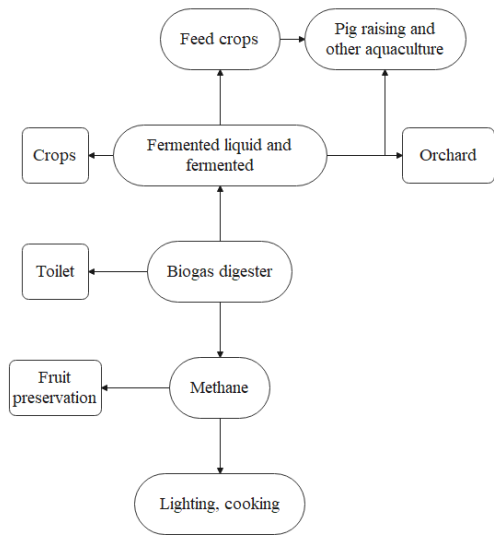 Feed crops
Pig raising and
other aquaculture
Crops
Fermented liquid and
fermented
Orchard
Toilet
Biogas digester
Fruit
preservation
Methane
Lighting, cooking